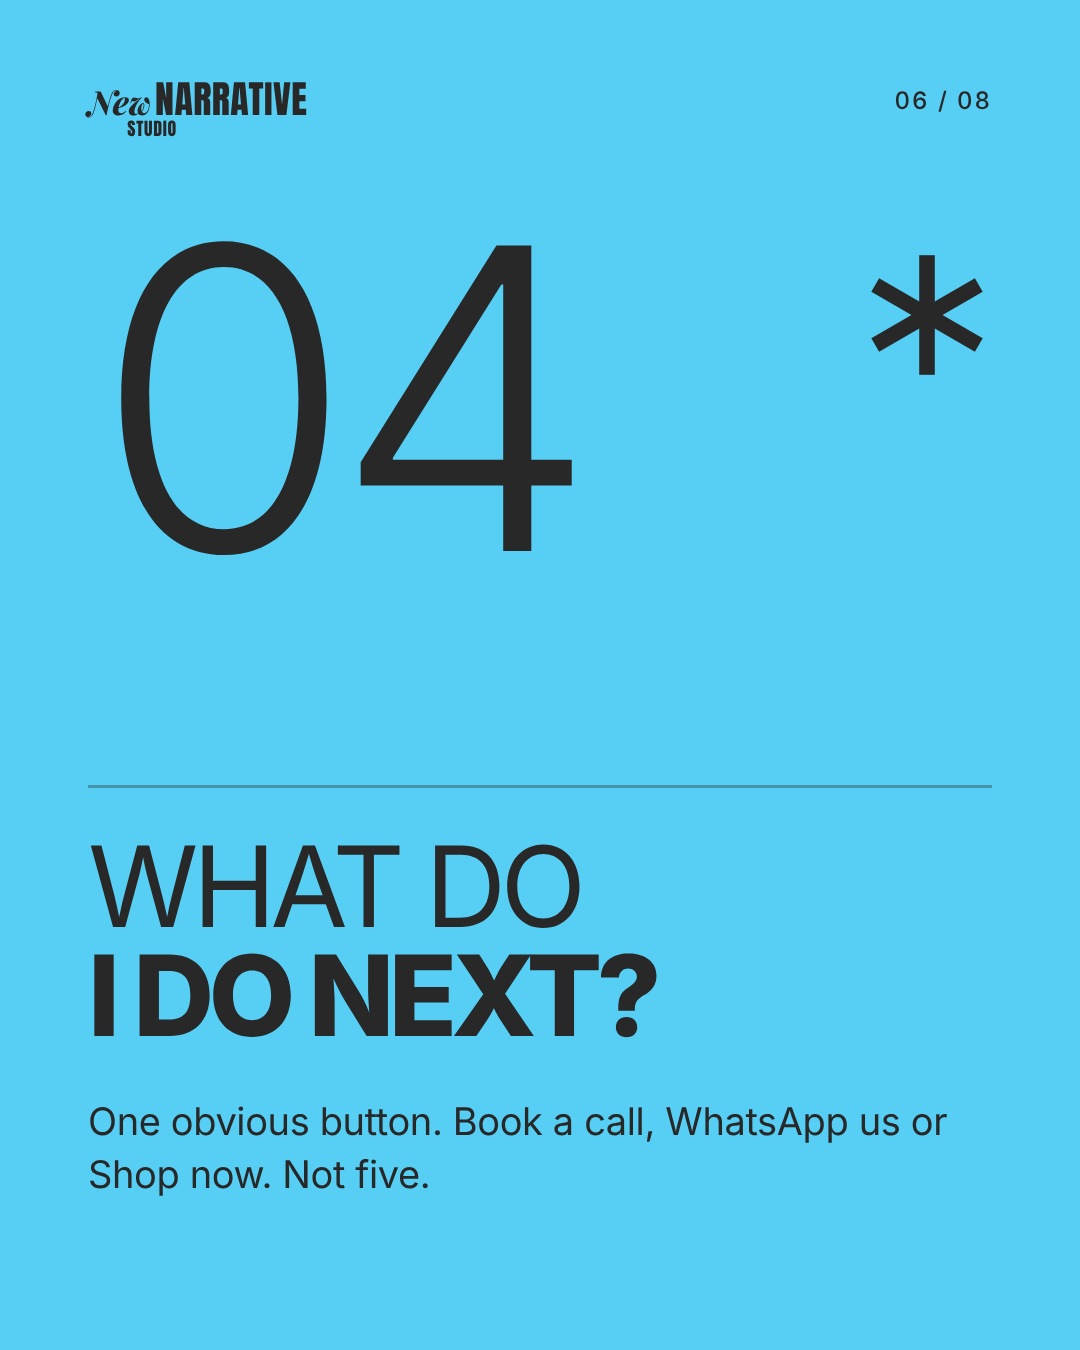 New NARRATIVE
STUDIO
06 / 08
04 *
WHAT DO
I DO NEXT?
One obvious button. Book a call, WhatsApp us or
Shop now. Not five.